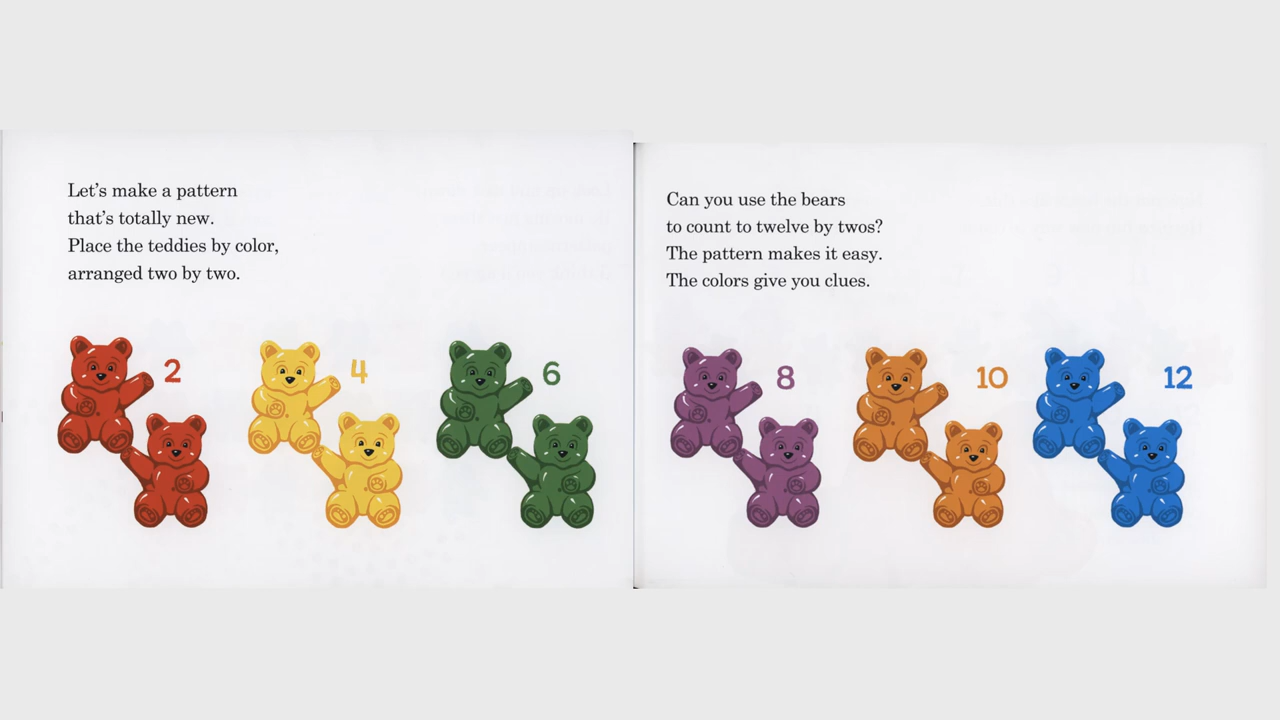 Let's make a pattern
that's totally new.
Place the teddies by color,
arranged two by two.
2 4 6
Can you use the bears
to count to twelve by twos?
The pattern makes it easy.
The colors give you clues.
8 10 12